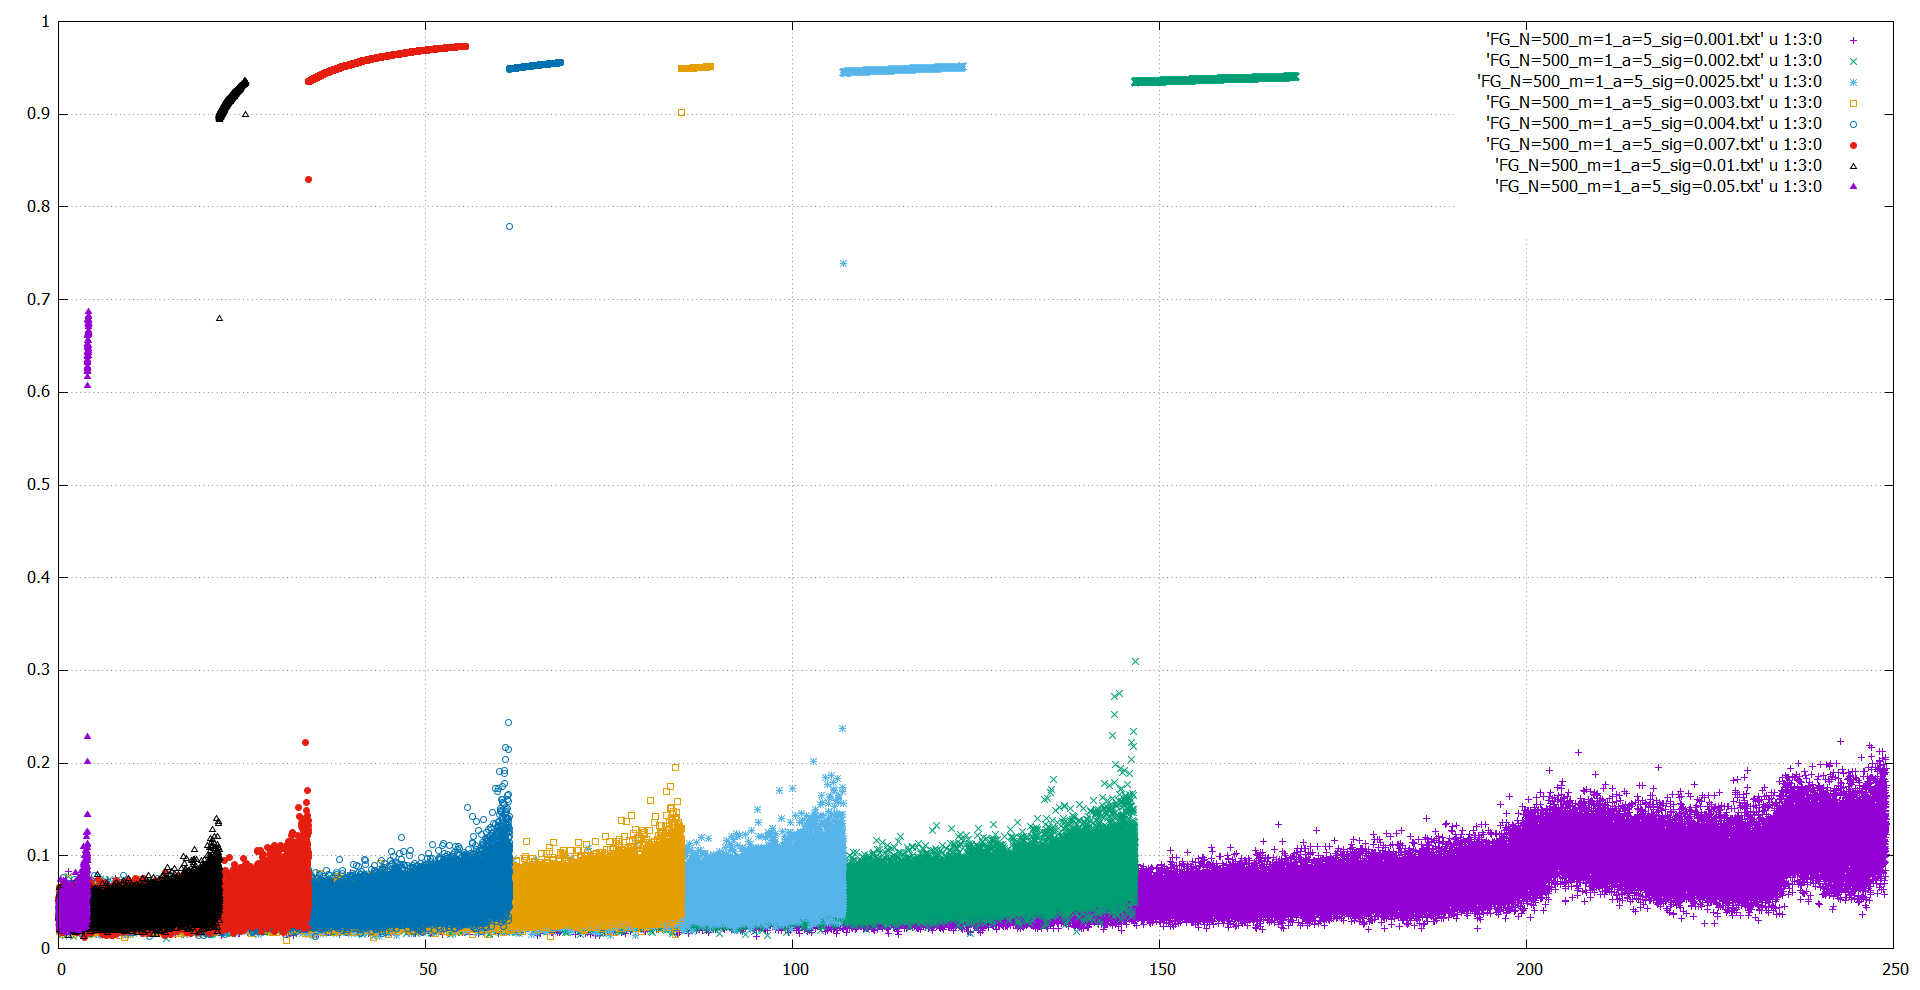 1
0.9
0.8
0.7
0.6
0.5
0.4
0.3
0.2
0.1
0
0 50 100 150 200 250
'FG_N=500_m=1_a=5_sig=0.001.txt' u 1:3:0
'FG_N=500_m=1_a=5_sig=0.002.txt' u 1:3:0
'FG_N=500_m=1_a=5_sig=0.0025.txt' u 1:3:0
'FG_N=500_m=1_a=5_sig=0.003.txt' u 1:3:0
'FG_N=500_m=1_a=5_sig=0.004.txt' u 1:3:0
'FG_N=500_m=1_a=5_sig=0.007.txt' u 1:3:0
'FG_N=500_m=1_a=5_sig=0.01.txt' u 1:3:0
'FG_N=500_m=1_a=5_sig=0.05.txt' u 1:3:0